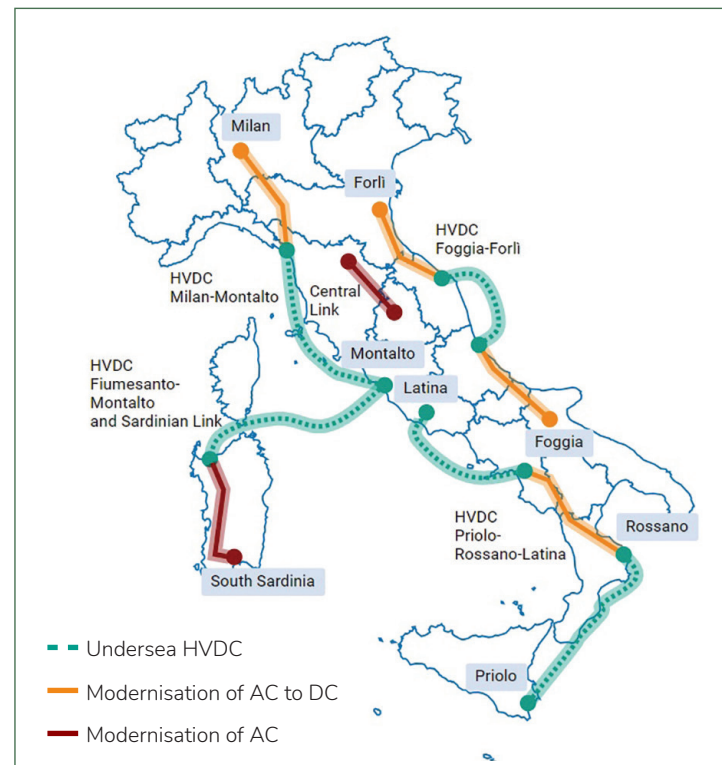 Milan
Forlì
HVDC
Foggia-Forlì
HVDC
Milan-Montalto
Central
Link
Montalto
HVDC
Fiumesanto-
Montalto
and Sardinian Link
Latina
Foggia
HVDC
Priolo-
Rossano-Latina
Rossano
South Sardinia
Priolo
Undersea HVDC
Modernisation of AC to DC
Modernisation of AC